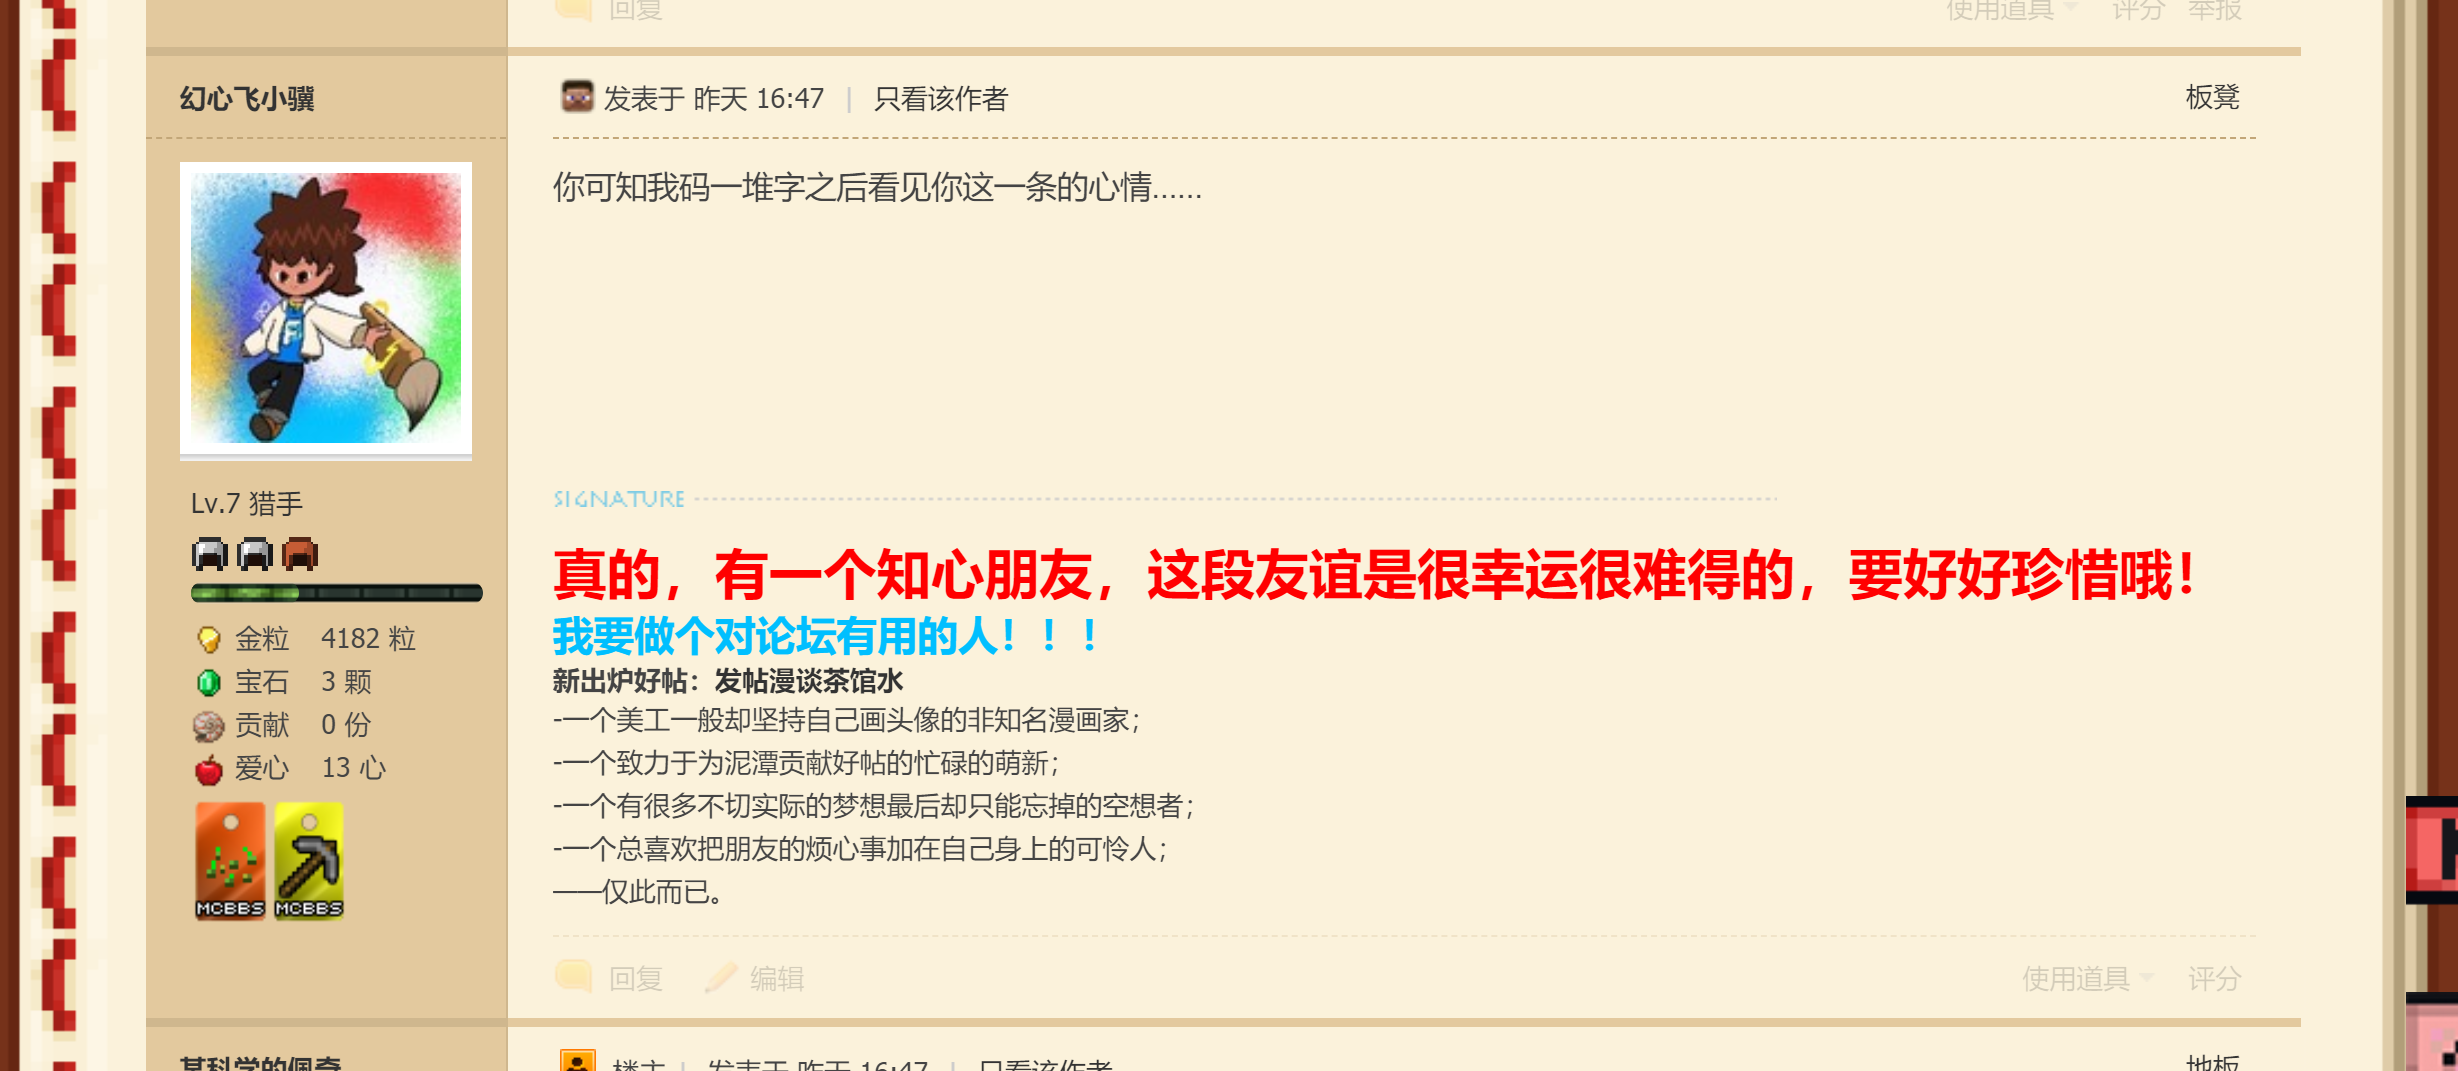 回复
使用道具 评分 举报
幻心飞小骥
发表于 昨天 16:47 | 只看该作者
板凳
你可知我码一堆字之后看见你这一条的心情……
Lv.7 猎手
金粒 4182 粒
宝石 3 颗
贡献 0 份
爱心 13 心
MCBBS MCBBS
SIGNATURE
真的，有一个知心朋友，这段友谊是很幸运很难得的，要好好珍惜哦！
我要做个对论坛有用的人！！！
新出炉好帖：发帖漫谈茶馆水
-一个美工一般却坚持自己画头像的非知名漫画家；
-一个致力于为泥潭贡献好帖的忙碌的萌新；
-一个有很多不切实际的梦想最后却只能忘掉的空想者；
-一个总喜欢把朋友的烦心事加在自己身上的可怜人；
——仅此而已。
回复 编辑
使用道具 评分
某科学的佩奇
楼主 | 发表于 昨天 16:47 | 只看该作者
地板